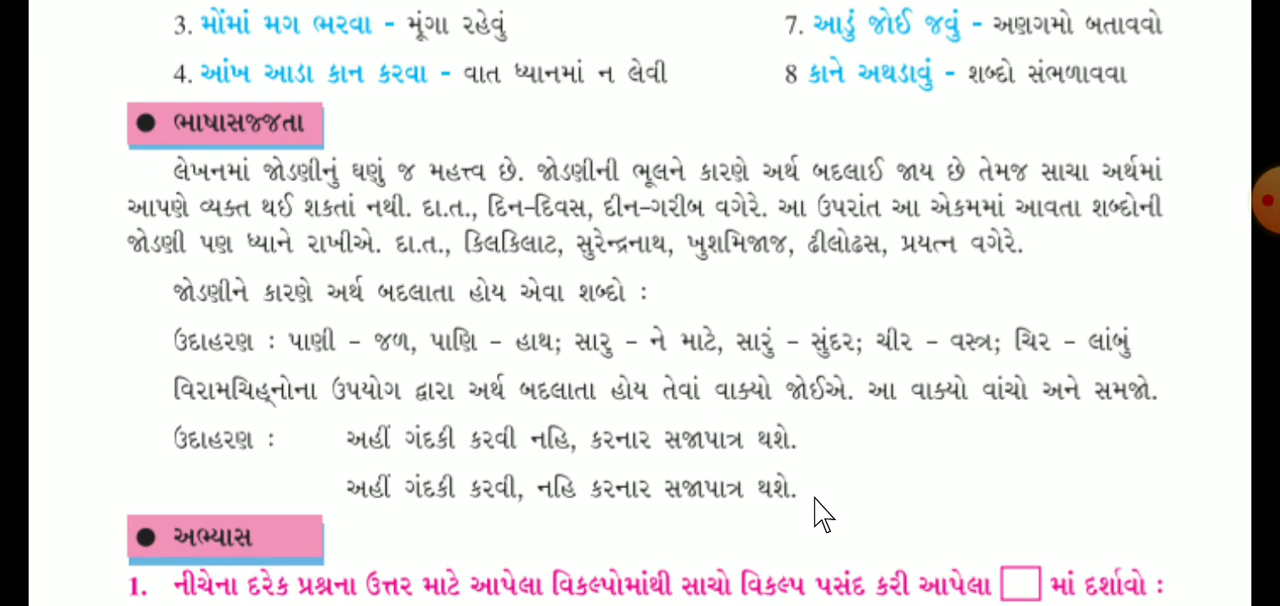 3. મોંમાં મગ ભરવા - મૂંગા રહેવું
7. આડું જોઈ જવું - અણગમો બતાવવો
4. આંખ આડા કાન કરવા - વાત ધ્યાનમાં ન લેવી
8 કાને અથડાવું - શબ્દો સંભળાવવા
● ભાષાસજ્જતા
લેખનમાં જોડણીનું ઘણું જ મહત્ત્વ છે. જોડણીની ભૂલને કારણે અર્થ બદલાઈ જાય છે તેમજ સાચા અર્થમાં
આપણે વ્યક્ત થઈ શકતાં નથી. દા.ત., દિન-દિવસ, દીન-ગરીબ વગેરે. આ ઉપરાંત આ એકમમાં આવતા શબ્દોની
જોડણી પણ ધ્યાને રાખીએ. દા.ત., કિલકિલાટ, સુરેન્દ્રનાથ, ખુશમિજાજ, ઢીલોઢસ, પ્રયત્ન વગેરે.
જોડણીને કારણે અર્થ બદલાતા હોય એવા શબ્દો :
ઉદાહરણ : પાણી - જળ, પાણિ - હાથ; સારુ - ને માટે, સારું - સુંદર; ચીર - વસ્ત્ર; ચિર - લાંબું
વિરામચિહ્નોના ઉપયોગ દ્વારા અર્થ બદલાતા હોય તેવાં વાક્યો જોઈએ. આ વાક્યો વાંચો અને સમજો.
ઉદાહરણ : અહીં ગંદકી કરવી નહિ, કરનાર સજાપાત્ર થશે.
અહીં ગંદકી કરવી, નહિ કરનાર સજાપાત્ર થશે.
● અભ્યાસ
1. નીચેના દરેક પ્રશ્નના ઉત્તર માટે આપેલા વિકલ્પોમાંથી સાચો વિકલ્પ પસંદ કરી આપેલા □ માં દર્શાવો :